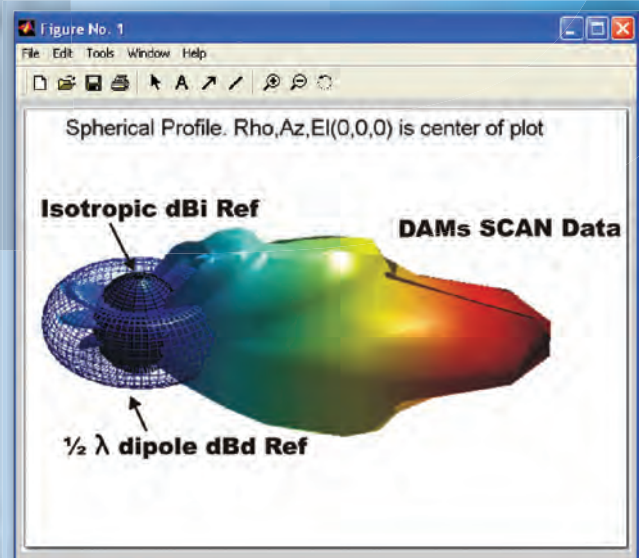 Figure No. 1
File Edit Tools Window Help
A
Spherical Profile. Rho,Az,El(0,0,0) is center of plot
Isotropic dBi Ref
DAMs SCAN Data
½ λ dipole dBd Ref